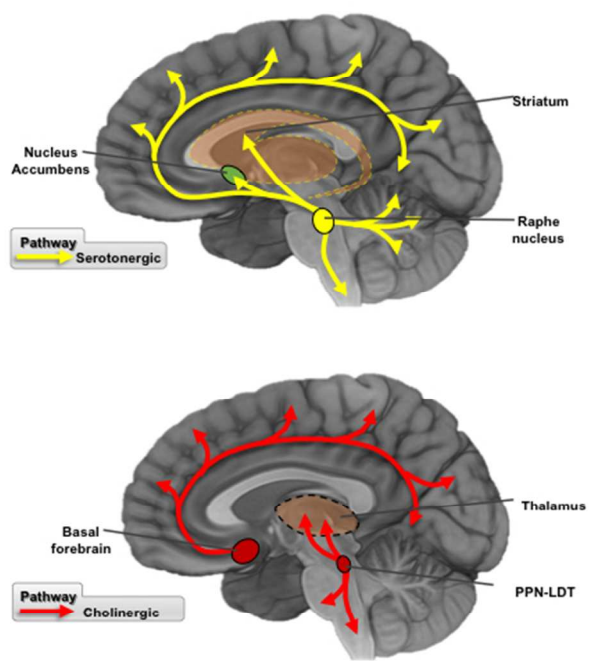 Striatum
Nucleus
Accumbens
Raphe
nucleus
Pathway
Serotonergic
Thalamus
Basal
forebrain
PPN-LDT
Pathway
Cholinergic